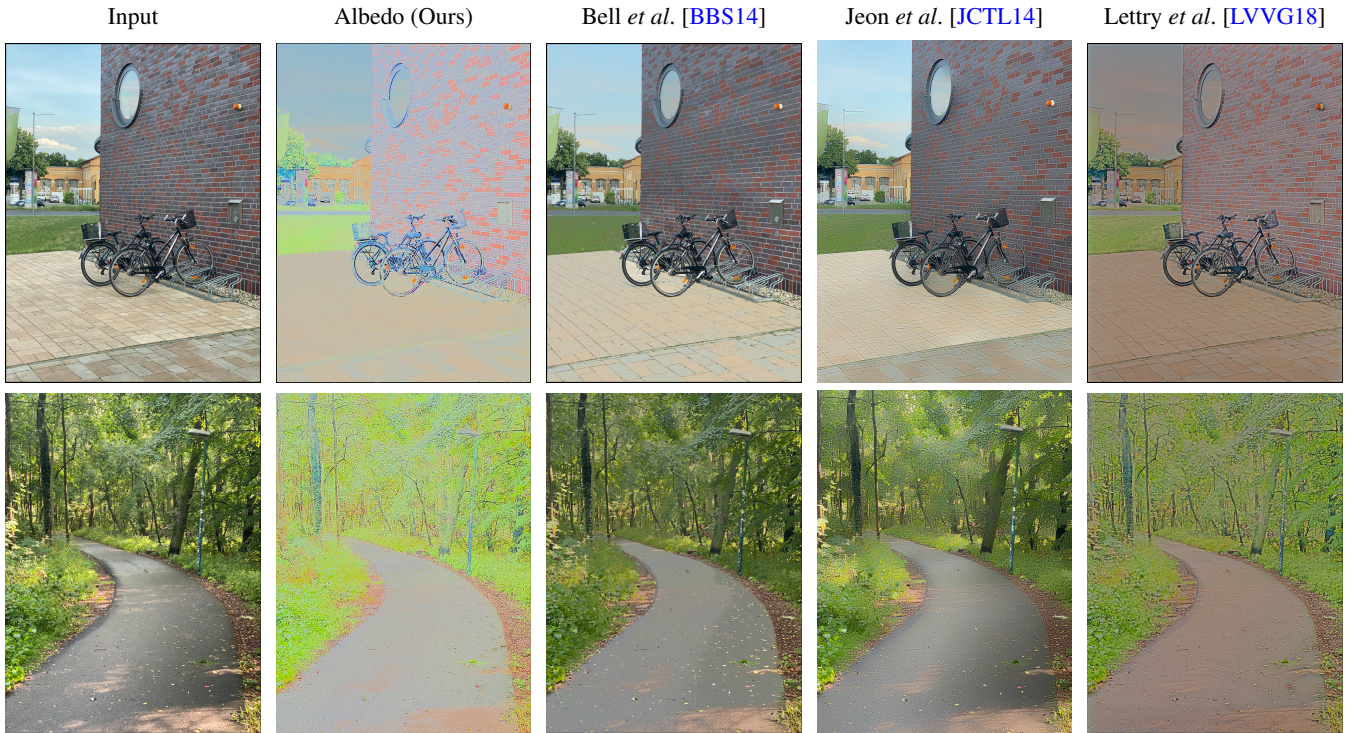 Input Albedo (Ours) Bell et al. [BBS14] Jeon et al. [JCTL14] Lettry et al. [LVVG18]